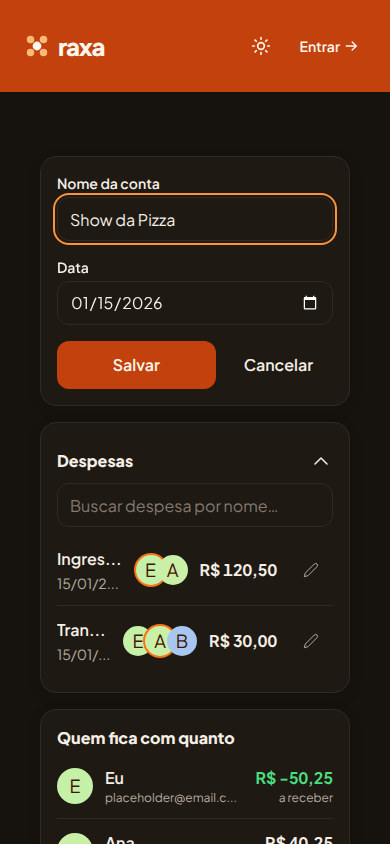 raxa
Entrar →
Nome da conta
Show da Pizza
Data
01/15/2026
Salvar
Cancelar
Despesas
Buscar despesa por nome...
Ingres... E A R$ 120,50
15/01/2...
Tran... E A B R$ 30,00
15/01/...
Quem fica com quanto
E Eu R$ -50,25
placeholder@email.c... a receber
Ana R$ 40,25